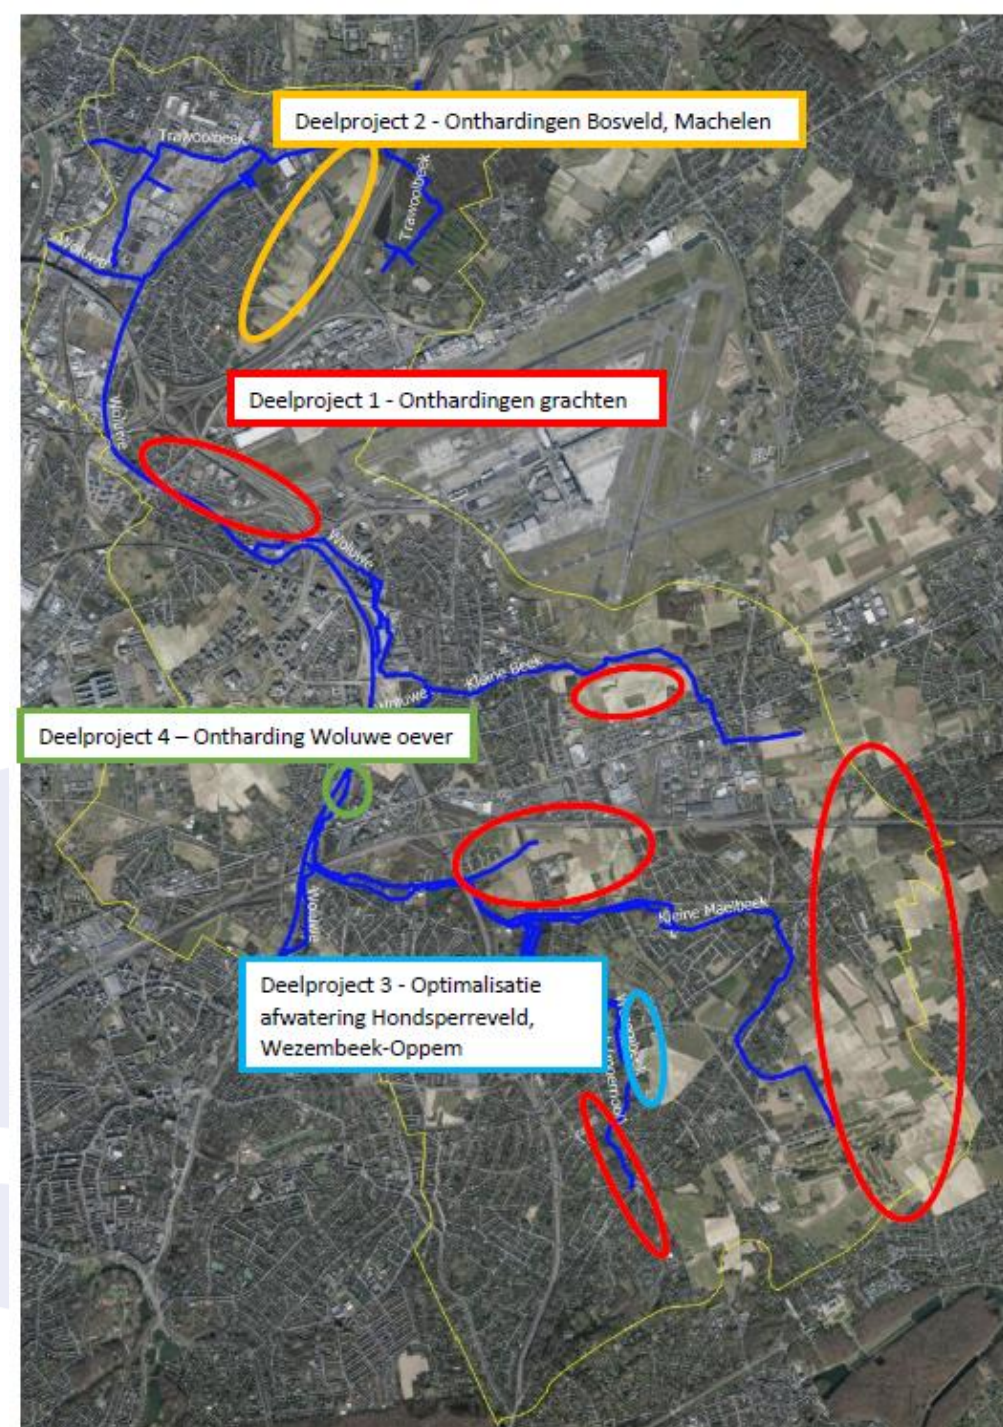 Deelproject 2 - Onthardingen Bosveld, Machelen
Trawoolbeek
Trawoolbeek
Woluwe
Deelproject 1 - Onthardingen grachten
Woluwe
Woluwe
Kleine Beek
Woluwe
Deelproject 4 – Ontharding Woluwe oever
Woluwe
Kleine Maelbeek
Deelproject 3 - Optimalisatie
afwatering Hondsperreveld,
Wezembeek-Oppem